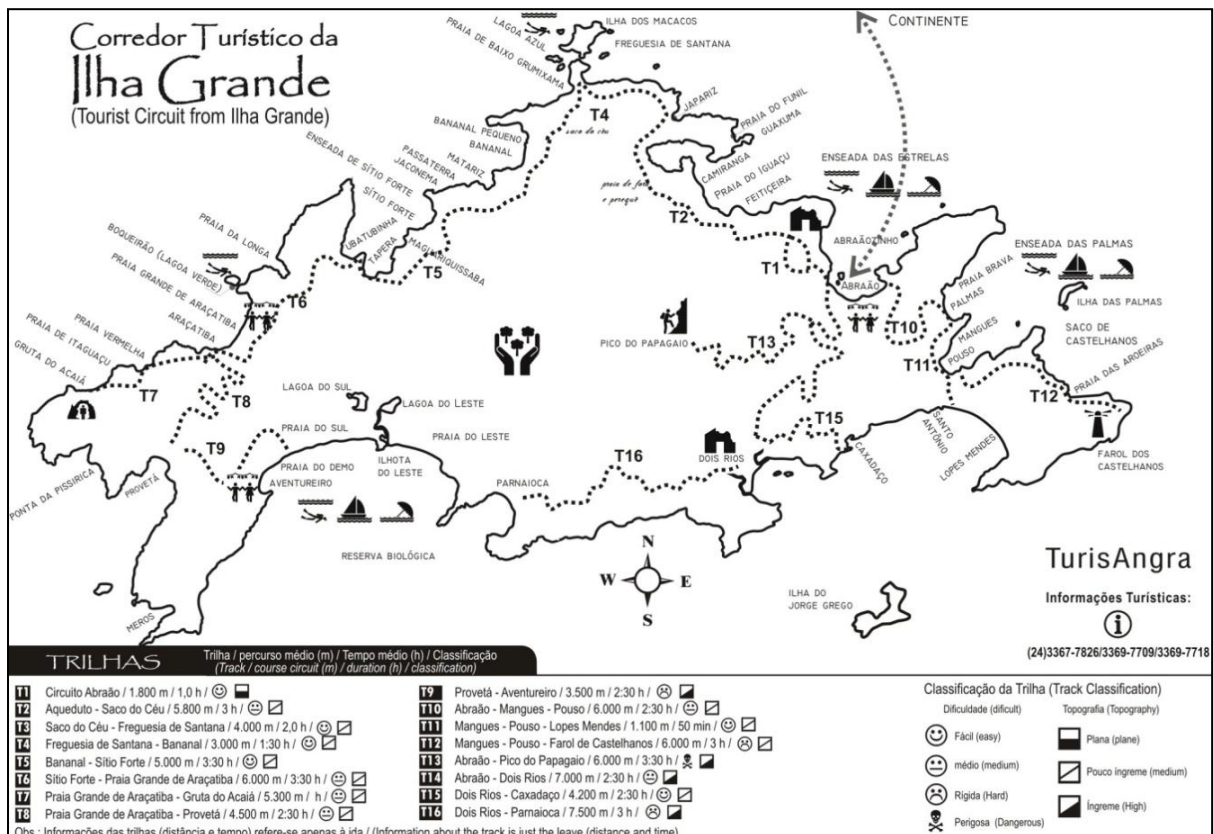 Corredor Turístico da
Ilha Grande
(Tourist Circuit from Ilha Grande)
CONTINENTE
LAGOA AZUL
ILHA DOS MACACOS
PRAIA DE BAIXO GRUMIXAMA
FREGUESIA DE SANTANA
T4
saco do céu
JAPARIZ
PRAIA DO FUNIL
GUAXUMA
BANANAL PEQUENO
BANANAL
MATARIZ
PASSATERRA
JACONEMA
ENSEADA DE SÍTIO FORTE
SÍTIO FORTE
CAMIRANGA
PRAIA DO IGUAÇU
FEITICEIRA
ENSEADA DAS ESTRELAS
T2
UBATUBINHA
TAPERA
MAGUARIQUISSABA
T5
PRAIA DA LONGA
BOQUEIRÃO (LAGOA VERDE)
PRAIA GRANDE DE ARAÇATIBA
ARAÇATIBA
T6
PRAIA VERMELHA
PRAIA DE ITAGUAÇU
GRUTA DO ACAIÁ
T7
T8
T9
T1
ABRAÃOZINHO
ABRAÃO
ENSEADA DAS PALMAS
PRAIA BRAVA
PALMAS
ILHA DAS PALMAS
T10
MANGUES
POUSO
SACO DE
CASTELHANOS
T11
PRAIA DAS AROEIRAS
T12
PICO DO PAPAGAIO
T13
T15
SANTO
ANTÔNIO
LOPES MENDES
CAXADAÇO
FAROL DOS
CASTELHANOS
LAGOA DO SUL
LAGOA DO LESTE
PRAIA DO SUL
PRAIA DO LESTE
PRAIA DO DEMO
ILHOTA
DO LESTE
AVENTUREIRO
PARNAIOCA
T16
DOIS RIOS
PONTA DA PISSIRICA
PROVETÁ
MEROS
RESERVA BIOLÓGICA
N
W E
S
ILHA DO
JORGE GREGO
TurisAngra
Informações Turísticas:
(24)3367-7826/3369-7709/3369-7718
TRILHAS
Trilha / percurso médio (m) / Tempo médio (h) / Classificação
(Track / course circuit (m) / duration (h) / classification)
T1 Circuito Abraão / 1.800 m / 1,0 h /
T2 Aqueduto - Saco do Céu / 5.800 m / 3 h /
T3 Saco do Céu - Freguesia de Santana / 4.000 m / 2,0 h /
T4 Freguesia de Santana - Bananal / 3.000 m / 1:30 h /
T5 Bananal - Sítio Forte / 5.000 m / 3:30 h /
T6 Sítio Forte - Praia Grande de Araçatiba / 6.000 m / 3:30 h /
T7 Praia Grande de Araçatiba - Gruta do Acaiá / 5.300 m / h /
T8 Praia Grande de Araçatiba - Provetá / 4.500 m / 2:30 h /
T9 Provetá - Aventureiro / 3.500 m / 2:30 h /
T10 Abraão - Mangues - Pouso / 6.000 m / 2:30 h /
T11 Mangues - Pouso - Lopes Mendes / 1.100 m / 50 min /
T12 Mangues - Pouso - Farol de Castelhanos / 6.000 m / 3 h /
T13 Abraão - Pico do Papagaio / 6.000 m / 3:30 h /
T14 Abraão - Dois Rios / 7.000 m / 2:30 h /
T15 Dois Rios - Caxadaço / 4.200 m / 2:30 h /
T16 Dois Rios - Parnaioca / 7.500 m / 3 h /
Classificação da Trilha (Track Classification)
Dificuldade (dificult)
Topografia (Topography)
Fácil (easy)
Plana (plane)
médio (medium)
Pouco íngreme (medium)
Rígida (Hard)
Íngreme (High)
Perigosa (Dangerous)
Obs.: Informações das trilhas (distância e tempo) refere-se apenas à ida / (Information about the track is just the leave (distance and time)